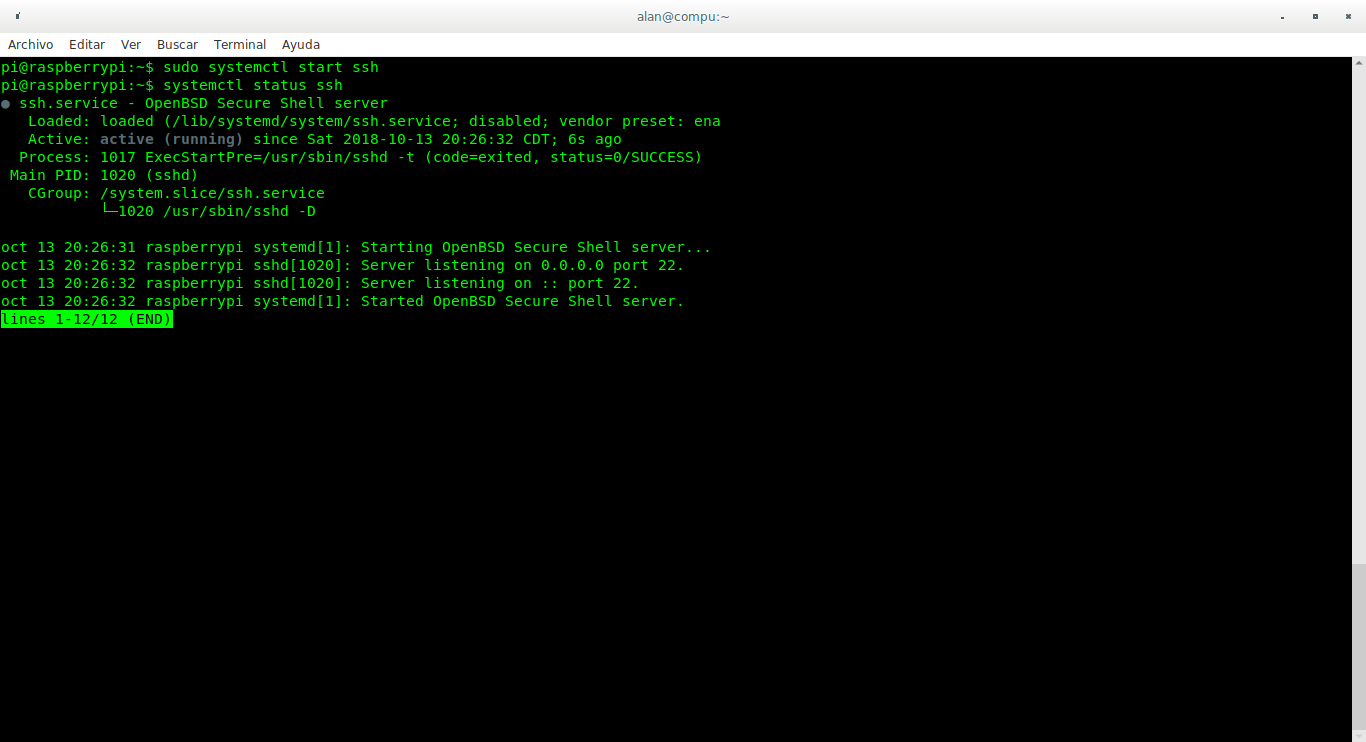 alan@compu:~
Archivo Editar Ver Buscar Terminal Ayuda
pi@raspberrypi:~$ sudo systemctl start ssh
pi@raspberrypi:~$ systemctl status ssh
● ssh.service - OpenBSD Secure Shell server
   Loaded: loaded (/lib/systemd/system/ssh.service; disabled; vendor preset: ena
   Active: active (running) since Sat 2018-10-13 20:26:32 CDT; 6s ago
  Process: 1017 ExecStartPre=/usr/sbin/sshd -t (code=exited, status=0/SUCCESS)
 Main PID: 1020 (sshd)
   CGroup: /system.slice/ssh.service
           └─1020 /usr/sbin/sshd -D
oct 13 20:26:31 raspberrypi systemd[1]: Starting OpenBSD Secure Shell server...
oct 13 20:26:32 raspberrypi sshd[1020]: Server listening on 0.0.0.0 port 22.
oct 13 20:26:32 raspberrypi sshd[1020]: Server listening on :: port 22.
oct 13 20:26:32 raspberrypi systemd[1]: Started OpenBSD Secure Shell server.
lines 1-12/12 (END)